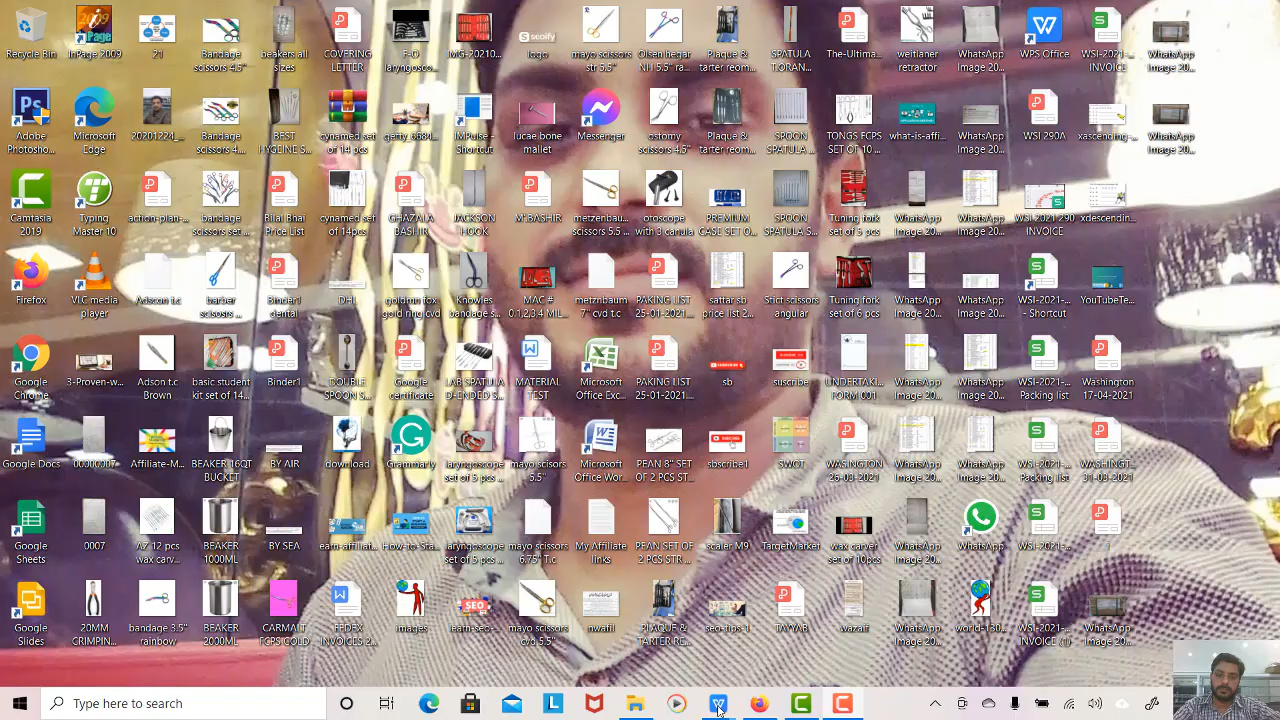 Recycle Bin
InPage 2009
21
Bandage
scissors 4.5"
beakers all
sizes
COVERING
LETTER
laryngosco...
IWG-20210...
logo
mayo scissors
str 5.5"
Plaque &
tarter reom...
SPATULA
The-Ultima...
weitlaner
retractor
WhatsApp
Image 20...
WPS Office
WSI-2021-...
INVOICE
WhatsApp
Image 20...
Adobe
Photosho...
Microsoft
Edge
20201224_...
Bandage
scissors 4...
BEST
HYGEINE S...
cynamed set
of 14 pcs
IMPulse -
Shortcut
lucae bone
mallet
Messenger
ostomy
scissors 4.5"
Plaque &
tarter reom...
SPOON
SPATULA ...
TONGS FCPS
SET OT 10 ...
what-is-affi...
WhatsApp
Image 20...
WSI 290A
xascending-...
WhatsApp
Image 20...
Camtasia
2019
Typing
Master 10
action-plan-...
bandage
scissors set ...
Bilal Bhai
Price List
cynamed set
of 14pcs
GHAZALA
BASHIR
JACKSON
HOOK
M.BASHIR
metzenbau...
scissors 5.5 ...
otoscope
with 3 canula
PREMIUM
CASE SET O...
SPOON
SPATULA S...
Tuning fork
set of 5 pcs
WhatsApp
Image 20...
WhatsApp
Image 20...
WSI 2021 290
INVOICE
xdescendin...
Firefox
VLC media
player
Adson t.c
barber
scisosrs ...
Binder1
demal
DHL
gold n fox
gold ring cvd
Knowles
bandage s...
MAC #
0,1,2,3,4 MIL...
metznbaum
7" cvd t.c
PAKING LIST
25-01-2021...
sattar sb
price list 2...
Stict scissors
angular
Tuning fork
set of 6 pcs
WhatsApp
Image 20...
WhatsApp
Image 20...
WSI-2021-...
- Shortcut
YouTubeTe...
Google
Chrome
3-Proven-w...
Adson t.c
Brown
basic student
kit set of 14...
Binder1
DOUBLE
SPOON S...
Google
certificate
LAB SPATULA
D-ENDED S...
MATERIAL
TEST
Microsoft
Office Exc...
PAKING LIST
25-01-2021...
sb
suscribe
UNDERTAKI...
FORM 001
WhatsApp
Image 20...
WhatsApp
Image 20...
WSI-2021-...
Packing list
Washington
17-04-2021
Google Docs
0007 0007
Affiliate-M...
BEAKER 16QT
BUCKET
BY AIR
download
Grammarly
laryngoscope
set of 5 pcs ...
mayo scisors
5.5"
Microsoft
Office Wor...
PEAN 8" SET
OF 2 PCS ST...
sbscribe1
SWOT
WASINGTON
26-03-2021
WhatsApp
Image 20...
WhatsApp
Image 20...
WSI-2021-...
Packing list
WASHINGT...
31-03-2021
Google
Sheets
0007
AZ 12 pcs
wax carv...
BEAKER
1000ML
BY SEA
earn-affiliat...
How-to-Sta...
laryngoscope
set of 5 pcs ...
mayo scissors
6.75" T.c
My Affiliate
links
PEAN SET OF
2 PCS STR ...
scaler M9
TargetMarket
wax carver
set of 10pcs
WhatsApp
Image 20...
WhatsApp
WSI-2021-...
1
Google
Slides
20MM
CRIMPIN...
bandage 3.5"
rainbow
BEAKER
2000ML
CARMALT
FCPS GOLD
FEDEX
INVOICES 2...
images
learn-seo-...
mayo scissors
cvd 5.5"
nwafil
PLAQUE &
TARTER RE...
seo-tips-1
TAYYAB
wazaif
WhatsApp
Image 20...
world-130...
WSI-2021-...
INVOICE (1)
WhatsApp
Image 20...